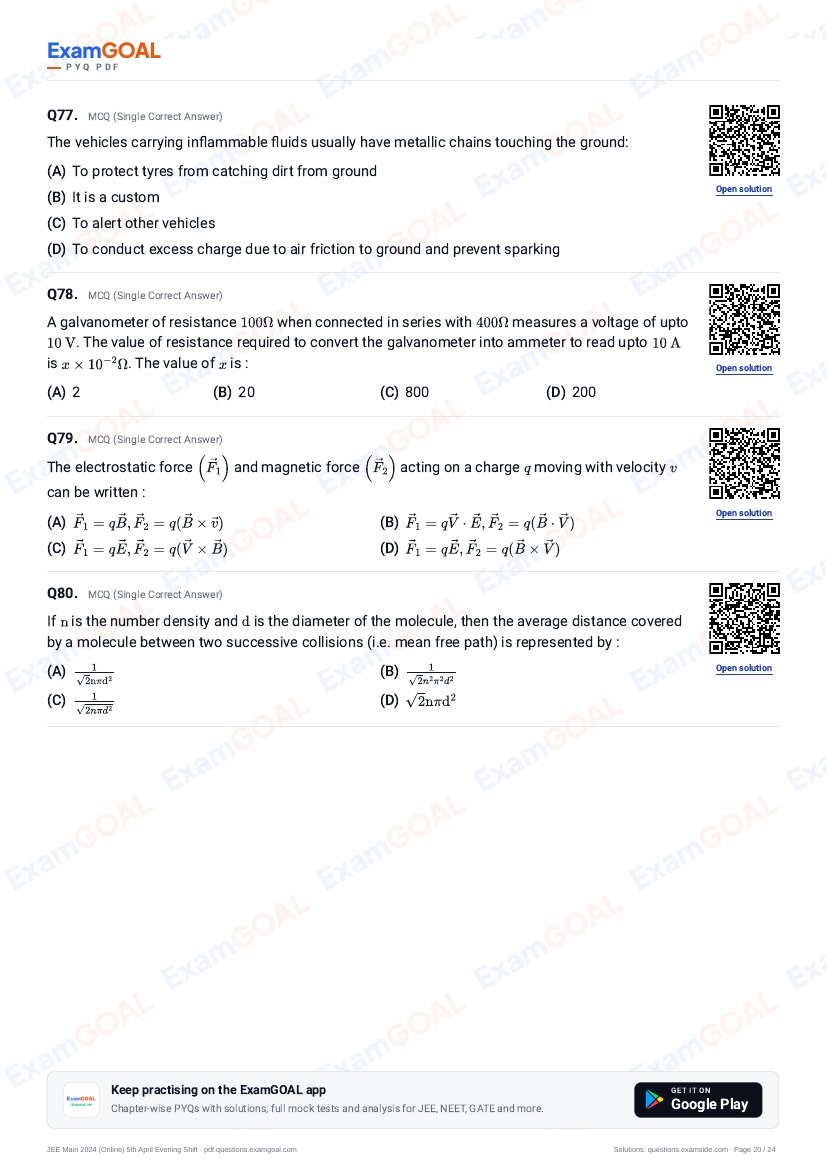 ExamGOAL
PYQ PDF
Q77. MCQ (Single Correct Answer)
The vehicles carrying inflammable fluids usually have metallic chains touching the ground:
(A) To protect tyres from catching dirt from ground
(B) It is a custom
(C) To alert other vehicles
(D) To conduct excess charge due to air friction to ground and prevent sparking
Open solution
Q78. MCQ (Single Correct Answer)
A galvanometer of resistance 100Ω when connected in series with 400Ω measures a voltage of upto
10 V. The value of resistance required to convert the galvanometer into ammeter to read upto 10 A
is x × 10⁻²Ω. The value of x is :
(A) 2 (B) 20 (C) 800 (D) 200
Open solution
Q79. MCQ (Single Correct Answer)
The electrostatic force (F⃗₁) and magnetic force (F⃗₂) acting on a charge q moving with velocity v
can be written :
(A) F⃗₁ = qB⃗, F⃗₂ = q(B⃗ × v⃗) (B) F⃗₁ = qV⃗ · E⃗, F⃗₂ = q(B⃗ · V⃗)
(C) F⃗₁ = qE⃗, F⃗₂ = q(V⃗ × B⃗) (D) F⃗₁ = qE⃗, F⃗₂ = q(B⃗ × V⃗)
Open solution
Q80. MCQ (Single Correct Answer)
If n is the number density and d is the diameter of the molecule, then the average distance covered
by a molecule between two successive collisions (i.e. mean free path) is represented by :
(A) 1/(√2nπd²) (B) 1/(√2n²π²d²)
(C) 1/√(2nπd²) (D) √2nπd²
Open solution
Keep practising on the ExamGOAL app
Chapter-wise PYQs with solutions, full mock tests and analysis for JEE, NEET, GATE and more.
GET IT ON
Google Play
JEE Main 2024 (Online) 5th April Evening Shift · pdf.questions.examgoal.com
Solutions: questions.examside.com · Page 20 / 24